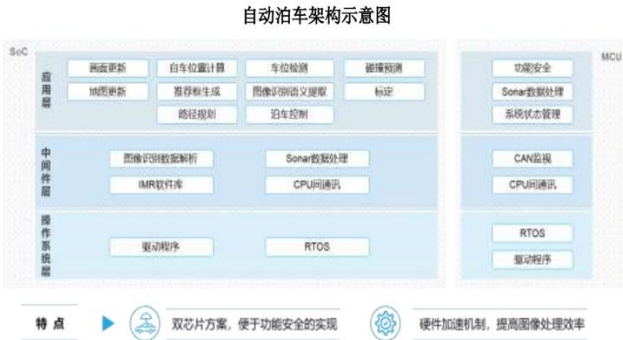 自动泊车架构示意图
SoC
MCU
应用层
画面更新 自车位置计算 车位检测 碰撞预测
地图更新 推荐框生成 图像识别语义提取 标定
路径规划 泊车控制
功能安全
Sonar数据处理
系统状态管理
中间件层
图像识别数据解析 Sonar数据处理
IMR软件库 CPU间通讯
CAN监视
CPU间通讯
操作系统层
驱动程序 RTOS
RTOS
驱动程序
特点 双芯片方案，便于功能安全的实现 硬件加速机制，提高图像处理效率